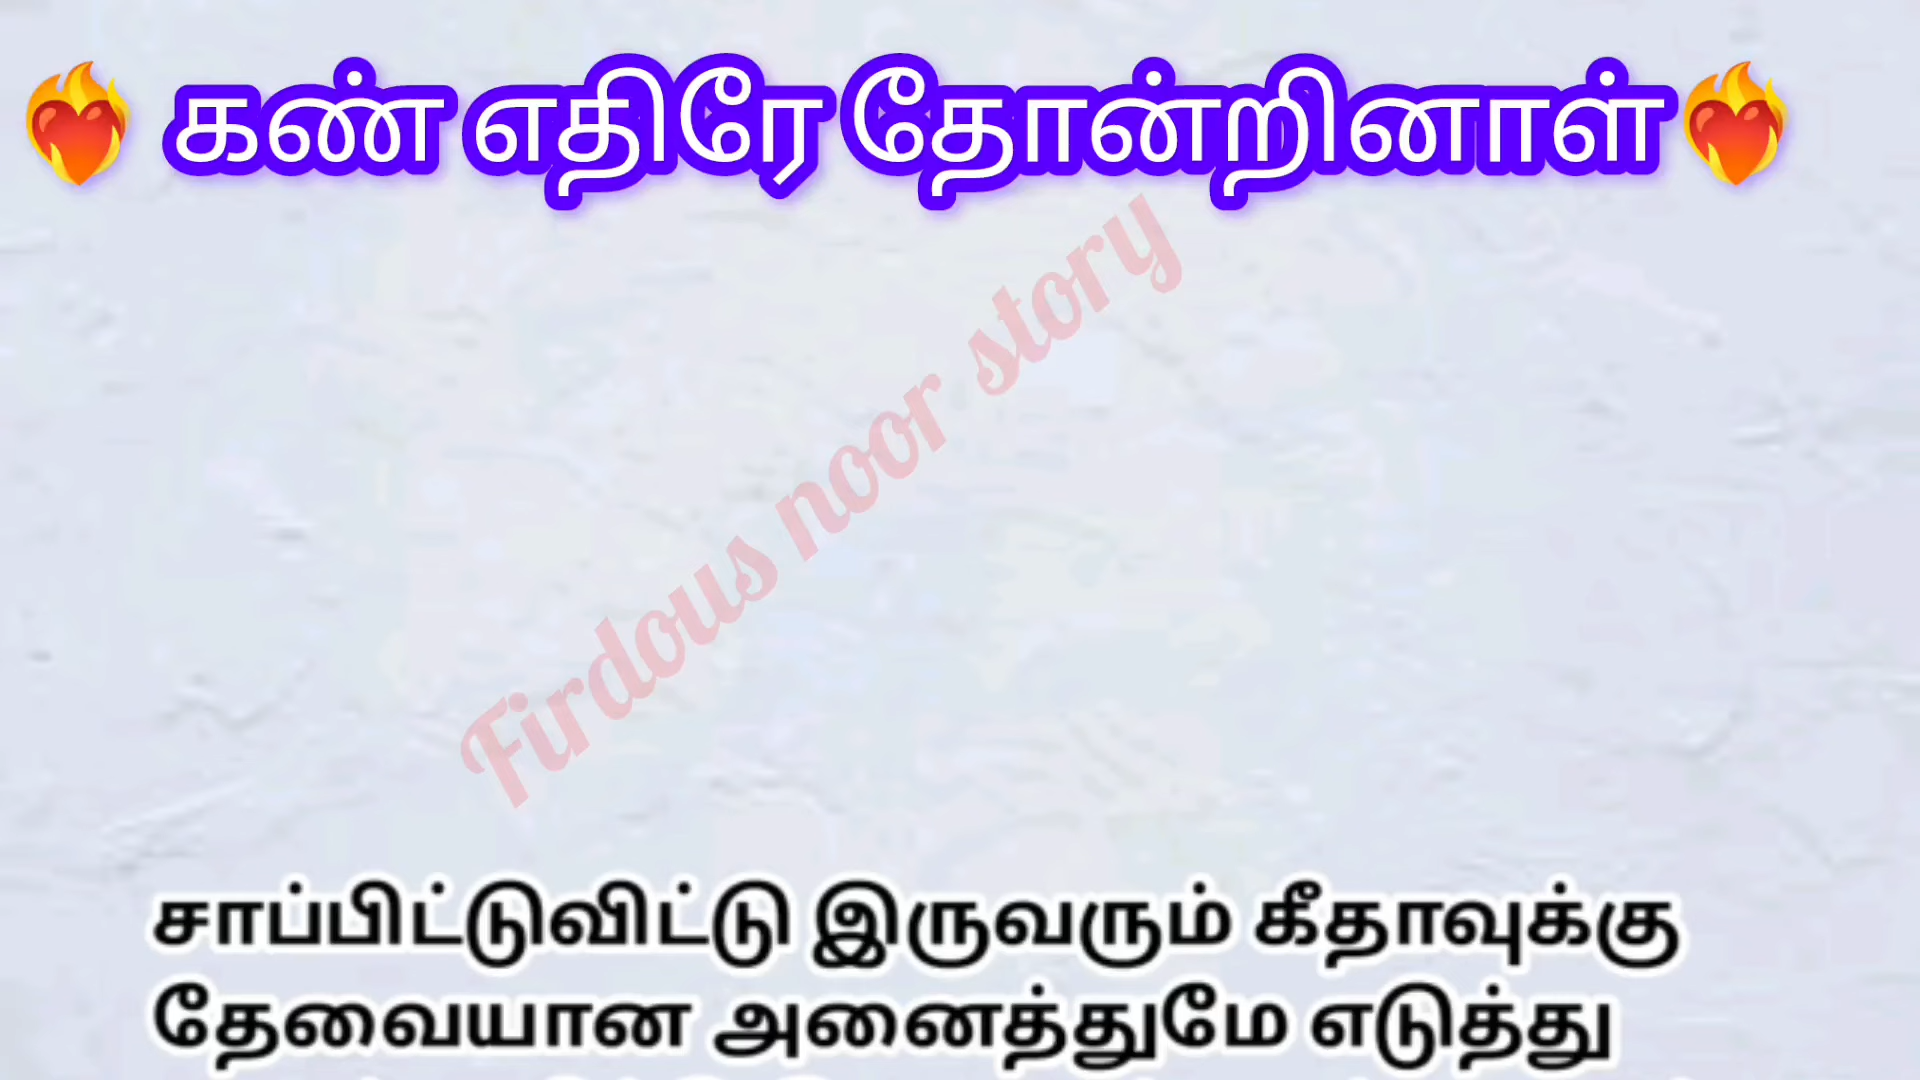 ❤️‍🔥 கண் எதிரே தோன்றினாள் ❤️‍🔥
Firdous noor story
சாப்பிட்டுவிட்டு இருவரும் கீதாவுக்கு
தேவையான அனைத்துமே எடுத்து